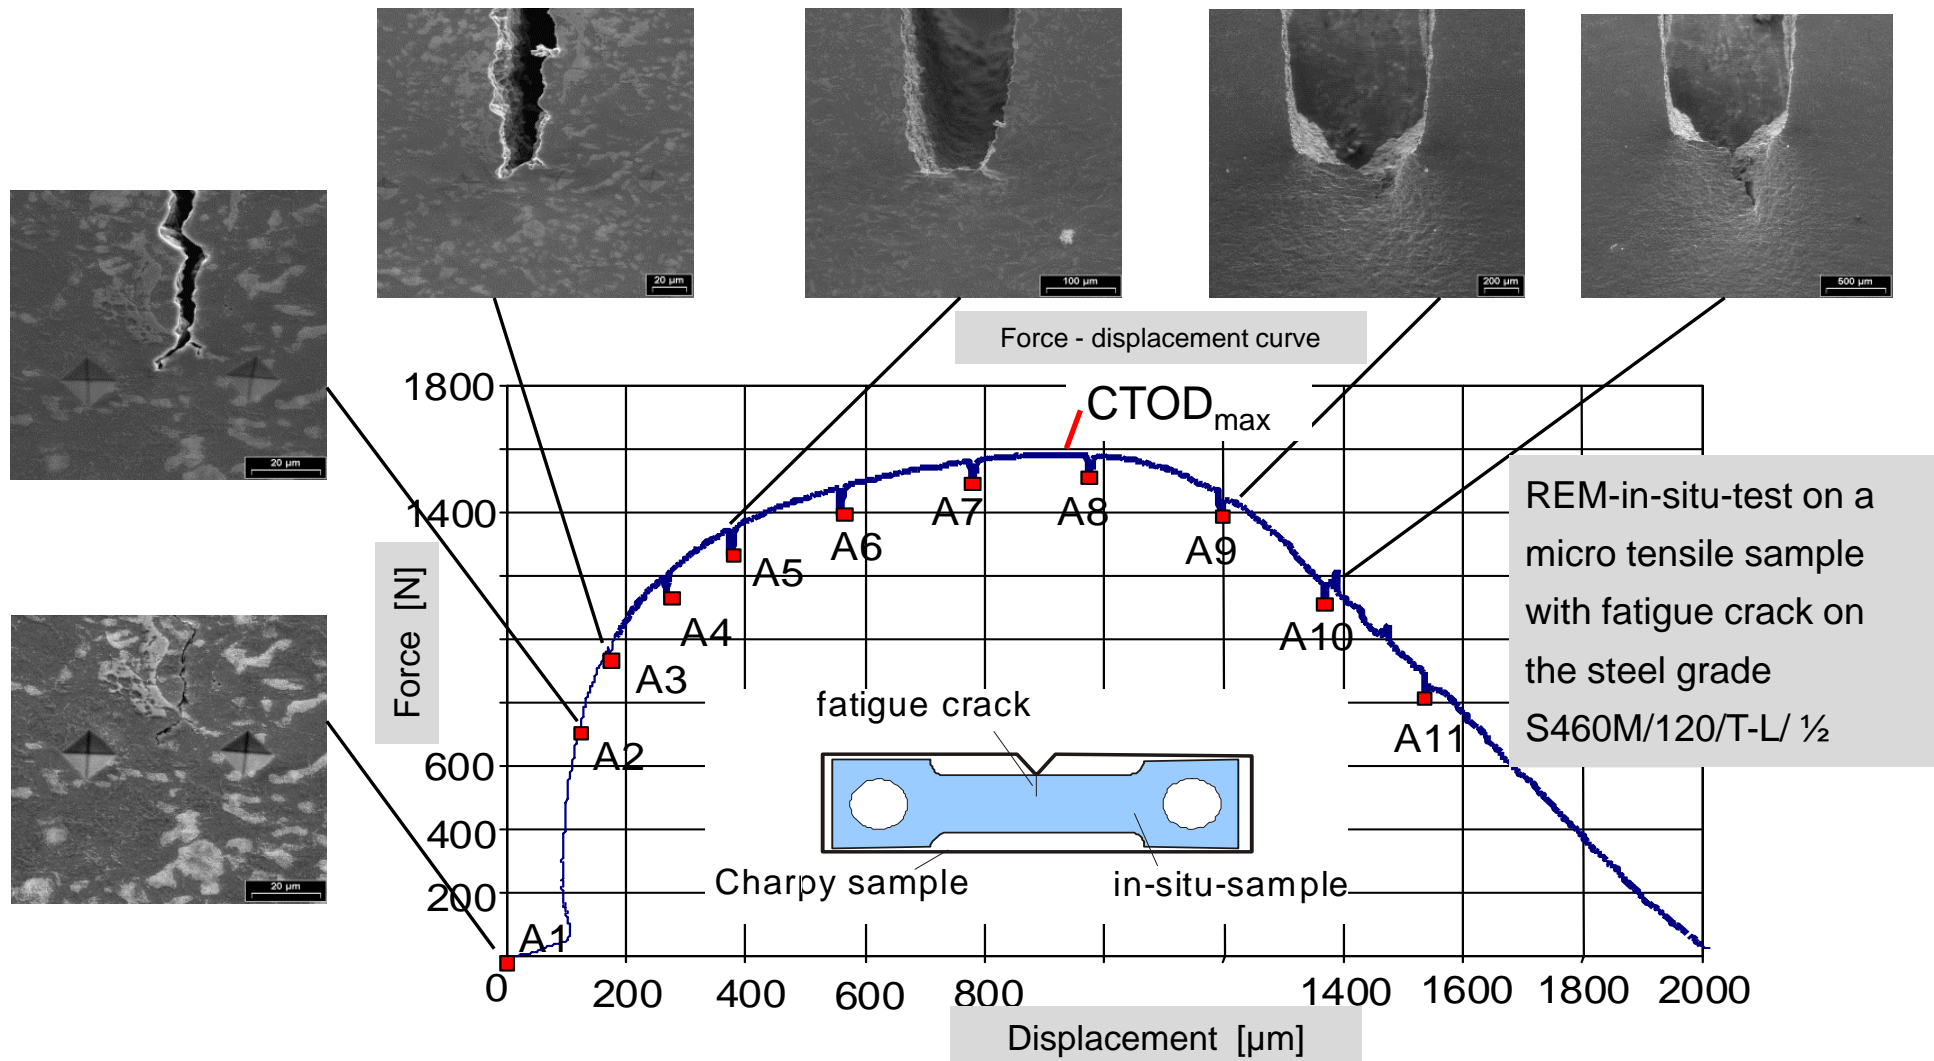 20 µm
100 µm
200 µm
500 µm
20 µm
20 µm
Force - displacement curve
CTODmax
1800
1400
600
400
200
Force [N]
A1
A2
A3
A4
A5
A6
A7
A8
A9
A10
A11
REM-in-situ-test on a
micro tensile sample
with fatigue crack on
the steel grade
S460M/120/T-L/ ½
fatigue crack
Charpy sample
in-situ-sample
0 200 400 600 800 1400 1600 1800 2000
Displacement [µm]